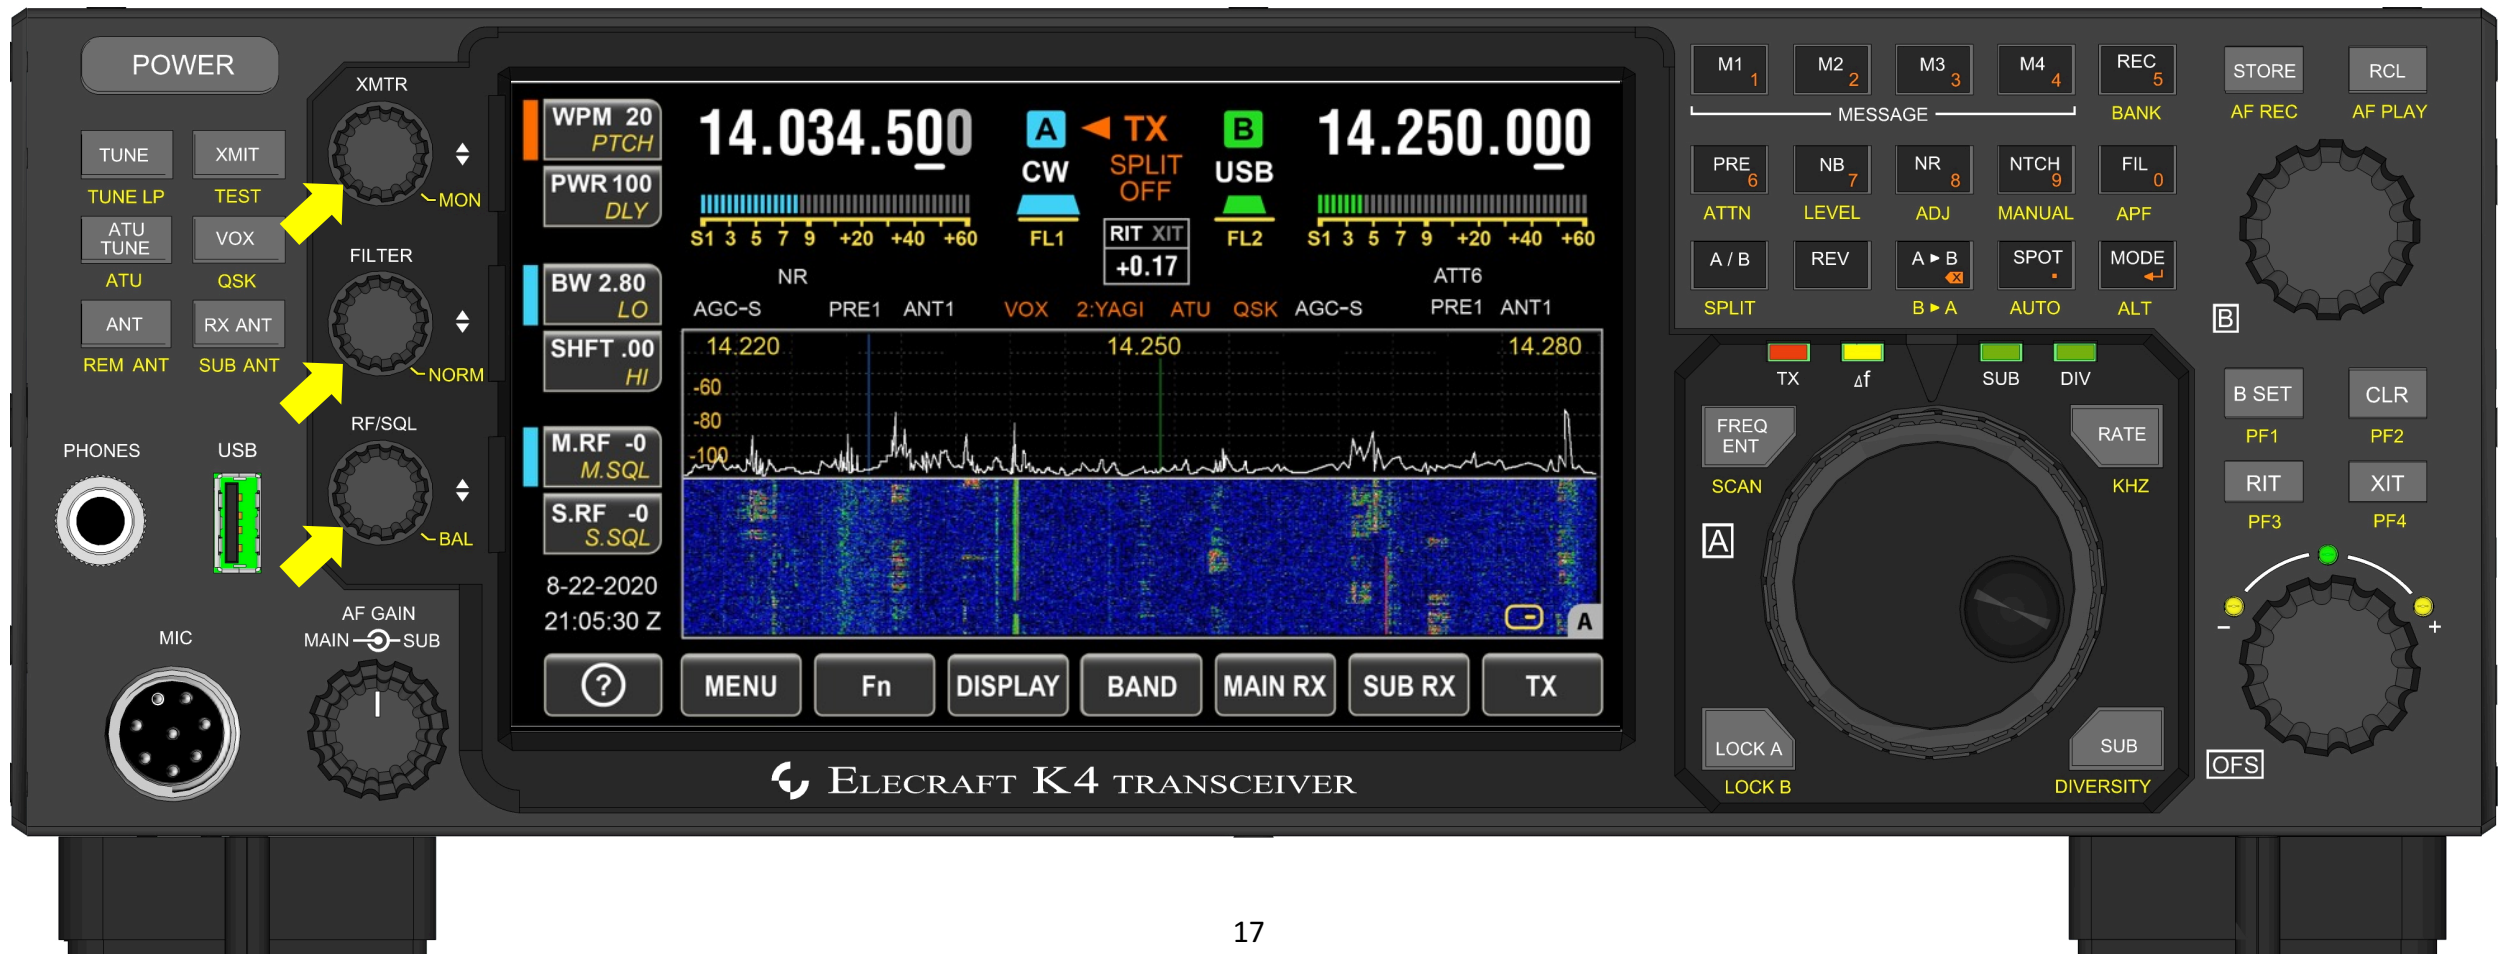 POWER
XMTR
TUNE XMIT
TUNE LP TEST
MON
ATU TUNE VOX
ATU QSK
FILTER
ANT RX ANT
REM ANT SUB ANT
NORM
RF/SQL
PHONES USB
BAL
AF GAIN
MAIN SUB
MIC
WPM 20
PTCH
PWR 100
DLY
BW 2.80
LO
SHFT .00
HI
M.RF -0
M.SQL
S.RF -0
S.SQL
8-22-2020
21:05:30 Z
14.034.500 A TX B 14.250.000
CW SPLIT OFF USB
S1 3 5 7 9 +20 +40 +60 FL1 RIT XIT FL2 S1 3 5 7 9 +20 +40 +60
+0.17
NR ATT6
AGC-S PRE1 ANT1 VOX 2:YAGI ATU QSK AGC-S PRE1 ANT1
14.220 14.250 14.280
-60
-80
-100
A
? MENU Fn DISPLAY BAND MAIN RX SUB RX TX
ELECRAFT K4 TRANSCEIVER
M1 1 M2 2 M3 3 M4 4 REC 5
MESSAGE BANK
PRE 6 NB 7 NR 8 NTCH 9 FIL 0
ATTN LEVEL ADJ MANUAL APF
A / B REV A ▸ B SPOT MODE
SPLIT B ▸ A AUTO ALT
STORE RCL
AF REC AF PLAY
B
TX Δf SUB DIV
FREQ ENT RATE
SCAN KHZ
A
LOCK A SUB
LOCK B DIVERSITY
B SET CLR
PF1 PF2
RIT XIT
PF3 PF4
- +
OFS
17